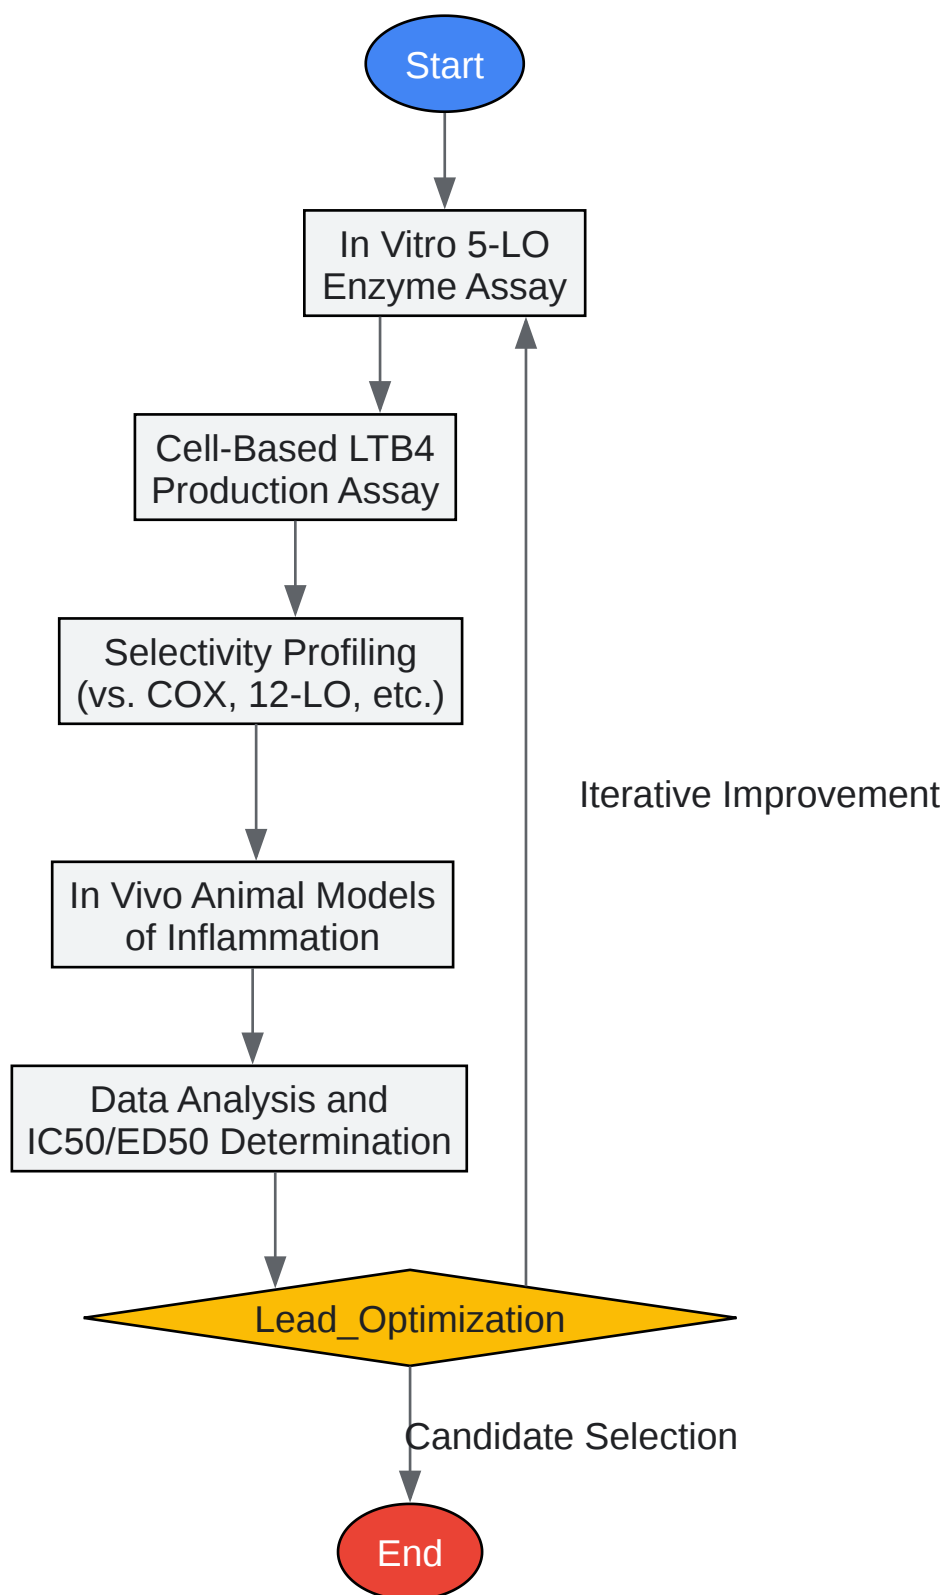 Start
In Vitro 5-LO
Enzyme Assay
Cell-Based LTB4
Production Assay
Selectivity Profiling
(vs. COX, 12-LO, etc.)
Iterative Improvement
In Vivo Animal Models
of Inflammation
Data Analysis and
IC50/ED50 Determination
Lead_Optimization
Candidate Selection
End